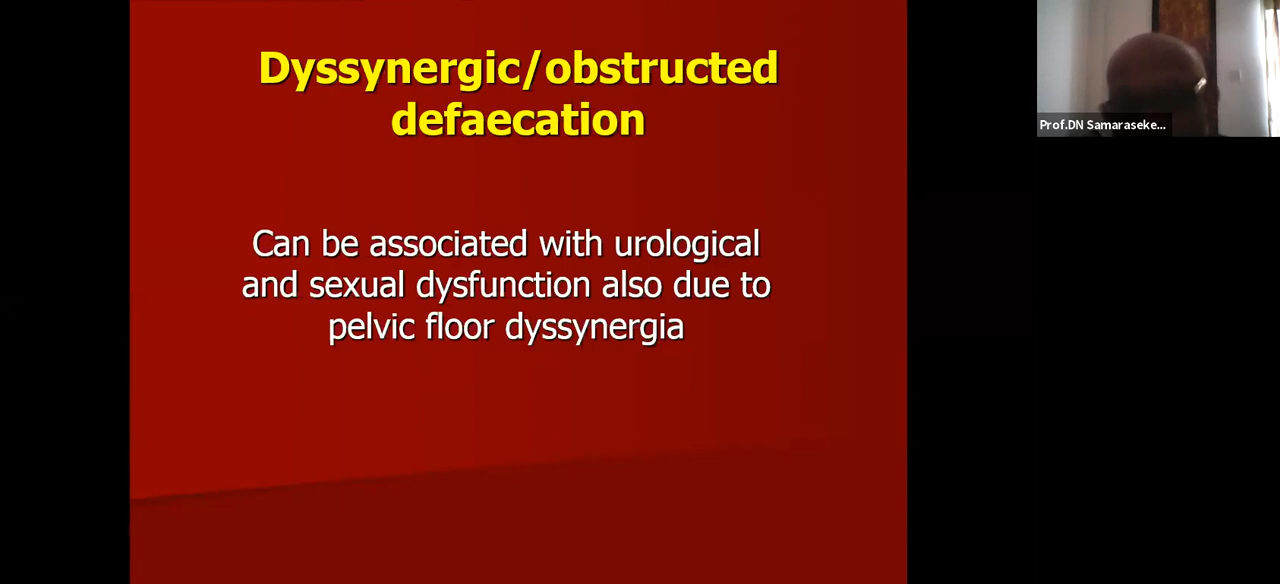 Dyssynergic/obstructed
defaecation
Can be associated with urological
and sexual dysfunction also due to
pelvic floor dyssynergia
Prof.DN Samaraseke...